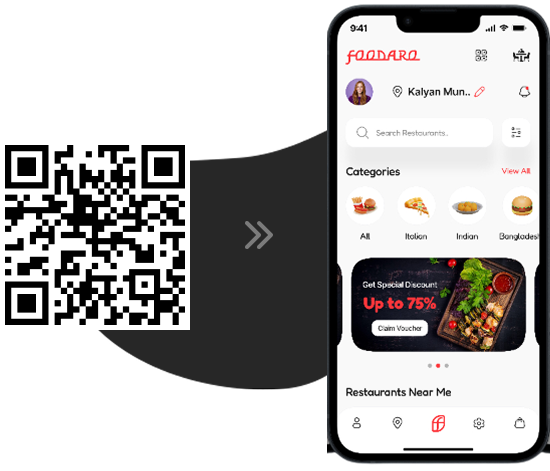 9:41
FOODARO
Kalyan Mun..
Search Restaurants..
Categories
View All
All
Italian
Indian
Bangladesh
Get Special Discount
Up to 75%
Claim Voucher
Restaurants Near Me